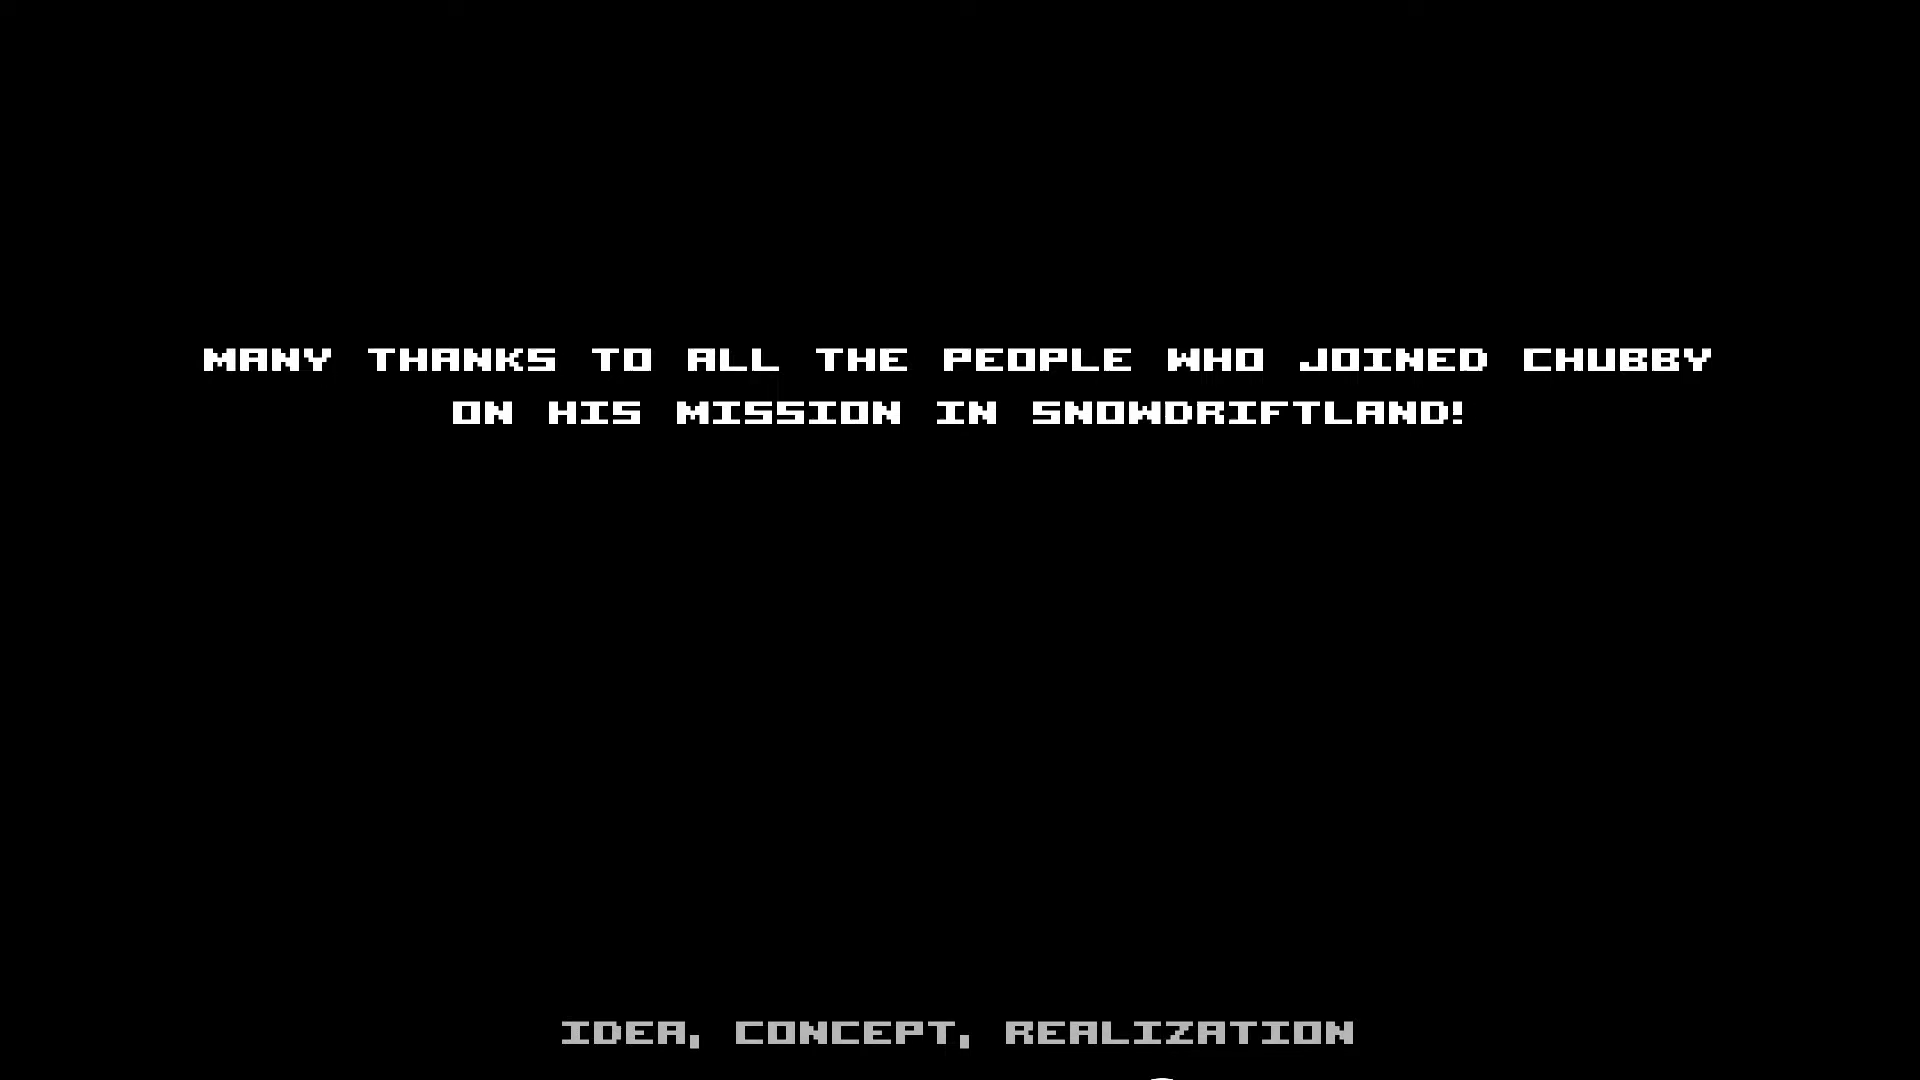 MANY THANKS TO ALL THE PEOPLE WHO JOINED CHUBBY
ON HIS MISSION IN SNOWDRIFTLAND!
IDEA, CONCEPT, REALIZATION